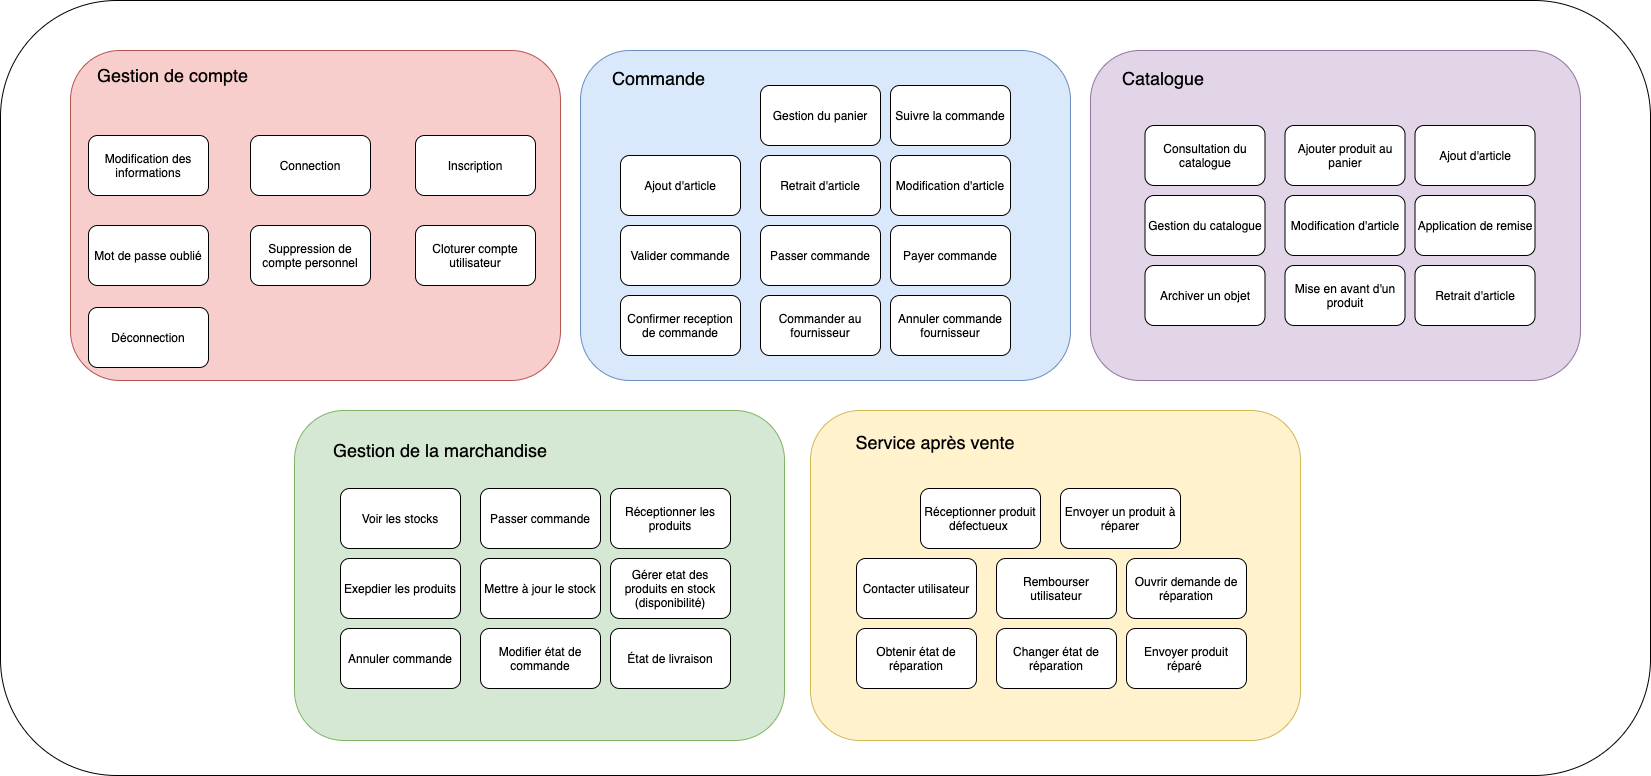 Gestion de compte
Modification des
informations
Connection
Inscription
Mot de passe oublié
Suppression de
compte personnel
Cloturer compte
utilisateur
Déconnection
Commande
Gestion du panier
Suivre la commande
Ajout d'article
Retrait d'article
Modification d'article
Valider commande
Passer commande
Payer commande
Confirmer reception
de commande
Commander au
fournisseur
Annuler commande
fournisseur
Catalogue
Consultation du
catalogue
Ajouter produit au
panier
Ajout d'article
Gestion du catalogue
Modification d'article
Application de remise
Archiver un objet
Mise en avant d'un
produit
Retrait d'article
Gestion de la marchandise
Voir les stocks
Passer commande
Réceptionner les
produits
Exepdier les produits
Mettre à jour le stock
Gérer etat des
produits en stock
(disponibilité)
Annuler commande
Modifier état de
commande
État de livraison
Service après vente
Réceptionner produit
défectueux
Envoyer un produit à
réparer
Contacter utilisateur
Rembourser
utilisateur
Ouvrir demande de
réparation
Obtenir état de
réparation
Changer état de
réparation
Envoyer produit
réparé